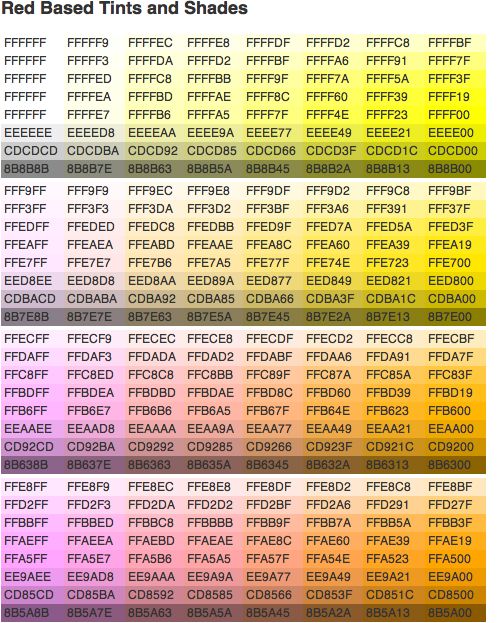 Red Based Tints and Shades
FFFFFF FFFFF9 FFFFEC FFFFE8 FFFFDF FFFFD2 FFFFC8 FFFFBF
FFFFFF FFFFF3 FFFFDA FFFFD2 FFFFBF FFFFA6 FFFF91 FFFF7F
FFFFFF FFFFED FFFFC8 FFFFBB FFFF9F FFFF7A FFFF5A FFFF3F
FFFFFF FFFFEA FFFFBD FFFFAE FFFF8C FFFF60 FFFF39 FFFF19
FFFFFF FFFFE7 FFFFB6 FFFFA5 FFFF7F FFFF4E FFFF23 FFFF00
EEEEEE EEEED8 EEEEAA EEEE9A EEEE77 EEEE49 EEEE21 EEEE00
CDCDCD CDCDBA CDCD92 CDCD85 CDCD66 CDCD3F CDCD1C CDCD00
8B8B8B 8B8B7E 8B8B63 8B8B5A 8B8B45 8B8B2A 8B8B13 8B8B00
FFF9FF FFF9F9 FFF9EC FFF9E8 FFF9DF FFF9D2 FFF9C8 FFF9BF
FFF3FF FFF3F3 FFF3DA FFF3D2 FFF3BF FFF3A6 FFF391 FFF37F
FFEDFF FFEDED FFEDC8 FFEDBB FFED9F FFED7A FFED5A FFED3F
FFEAFF FFEAEA FFEABD FFEAAE FFEA8C FFEA60 FFEA39 FFEA19
FFE7FF FFE7E7 FFE7B6 FFE7A5 FFE77F FFE74E FFE723 FFE700
EED8EE EED8D8 EED8AA EED89A EED877 EED849 EED821 EED800
CDBACD CDBABA CDBA92 CDBA85 CDBA66 CDBA3F CDBA1C CDBA00
8B7E8B 8B7E7E 8B7E63 8B7E5A 8B7E45 8B7E2A 8B7E13 8B7E00
FFECFF FFECF9 FFECEC FFECE8 FFECDF FFECD2 FFECC8 FFECBF
FFDAFF FFDAF3 FFDADA FFDAD2 FFDABF FFDAA6 FFDA91 FFDA7F
FFC8FF FFC8ED FFC8C8 FFC8BB FFC89F FFC87A FFC85A FFC83F
FFBDFF FFBDEA FFBDBD FFBDAE FFBD8C FFBD60 FFBD39 FFBD19
FFB6FF FFB6E7 FFB6B6 FFB6A5 FFB67F FFB64E FFB623 FFB600
EEAAEE EEAAD8 EEAAAA EEAA9A EEAA77 EEAA49 EEAA21 EEAA00
CD92CD CD92BA CD9292 CD9285 CD9266 CD923F CD921C CD9200
8B638B 8B637E 8B6363 8B635A 8B6345 8B632A 8B6313 8B6300
FFE8FF FFE8F9 FFE8EC FFE8E8 FFE8DF FFE8D2 FFE8C8 FFE8BF
FFD2FF FFD2F3 FFD2DA FFD2D2 FFD2BF FFD2A6 FFD291 FFD27F
FFBBFF FFBBED FFBBC8 FFBBBB FFBB9F FFBB7A FFBB5A FFBB3F
FFAEFF FFAEEA FFAEBD FFAEAE FFAE8C FFAE60 FFAE39 FFAE19
FFA5FF FFA5E7 FFA5B6 FFA5A5 FFA57F FFA54E FFA523 FFA500
EE9AEE EE9AD8 EE9AAA EE9A9A EE9A77 EE9A49 EE9A21 EE9A00
CD85CD CD85BA CD8592 CD8585 CD8566 CD853F CD851C CD8500
8B5A8B 8B5A7E 8B5A63 8B5A5A 8B5A45 8B5A2A 8B5A13 8B5A00